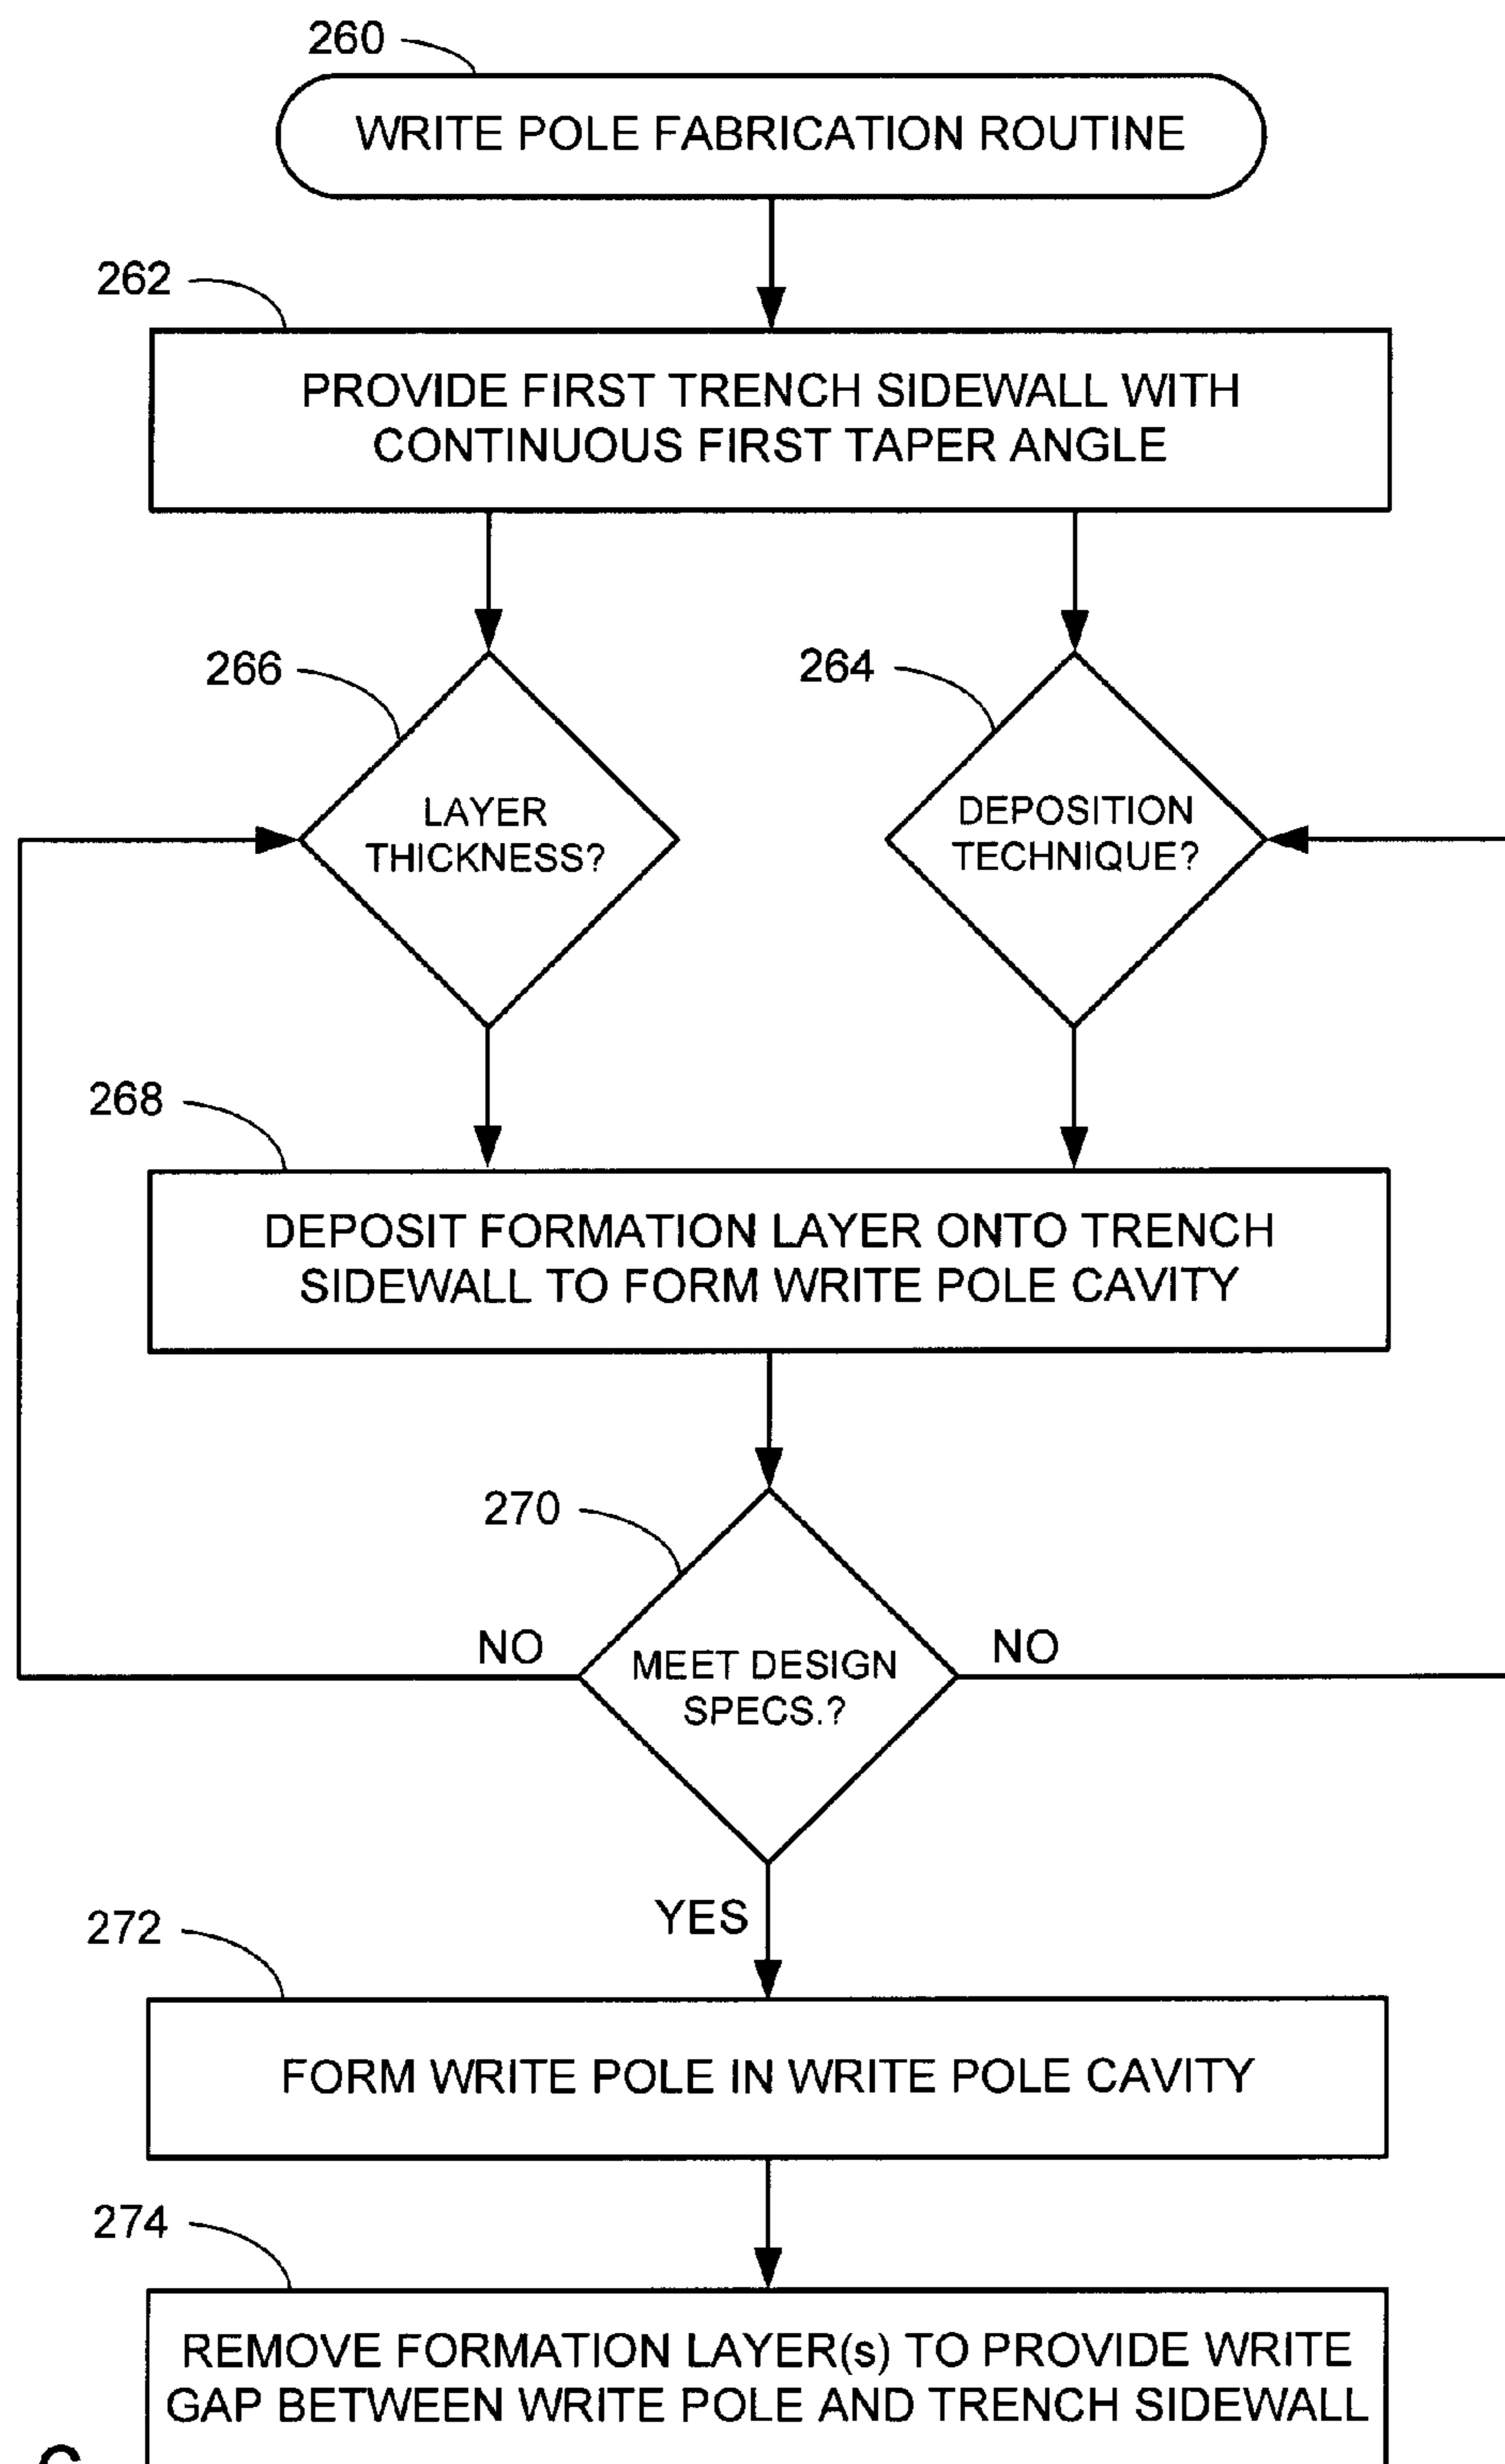 260
WRITE POLE FABRICATION ROUTINE
262
PROVIDE FIRST TRENCH SIDEWALL WITH
CONTINUOUS FIRST TAPER ANGLE
266
LAYER
THICKNESS?
264
DEPOSITION
TECHNIQUE?
268
DEPOSIT FORMATION LAYER ONTO TRENCH
SIDEWALL TO FORM WRITE POLE CAVITY
270
NO
MEET DESIGN
SPECS.?
NO
YES
272
FORM WRITE POLE IN WRITE POLE CAVITY
274
REMOVE FORMATION LAYER(s) TO PROVIDE WRITE
GAP BETWEEN WRITE POLE AND TRENCH SIDEWALL